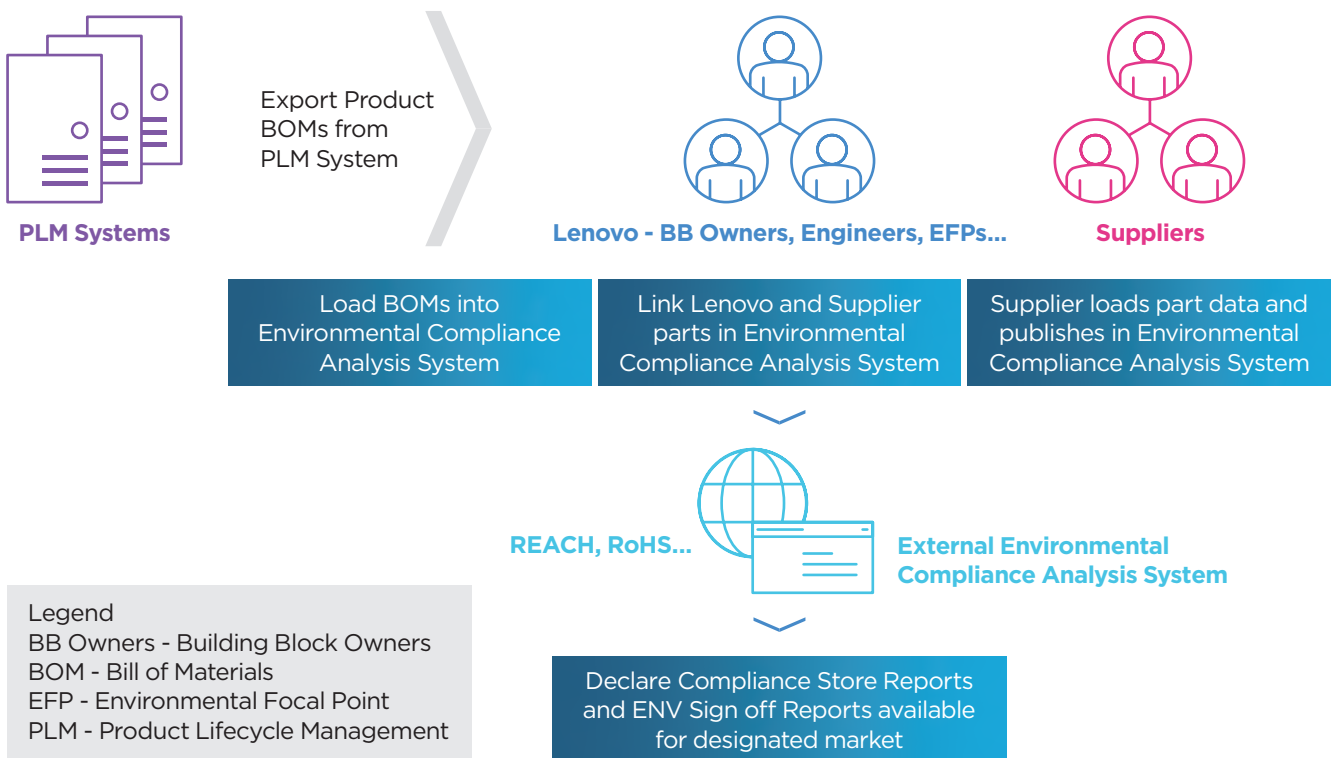 Export Product
BOMs from
PLM System
PLM Systems
Lenovo - BB Owners, Engineers, EFPs...
Suppliers
Load BOMs into
Environmental Compliance
Analysis System
Link Lenovo and Supplier
parts in Environmental
Compliance Analysis System
Supplier loads part data and
publishes in Environmental
Compliance Analysis System
REACH, RoHS...
External Environmental
Compliance Analysis System
Legend
BB Owners - Building Block Owners
BOM - Bill of Materials
EFP - Environmental Focal Point
PLM - Product Lifecycle Management
Declare Compliance Store Reports
and ENV Sign off Reports available
for designated market